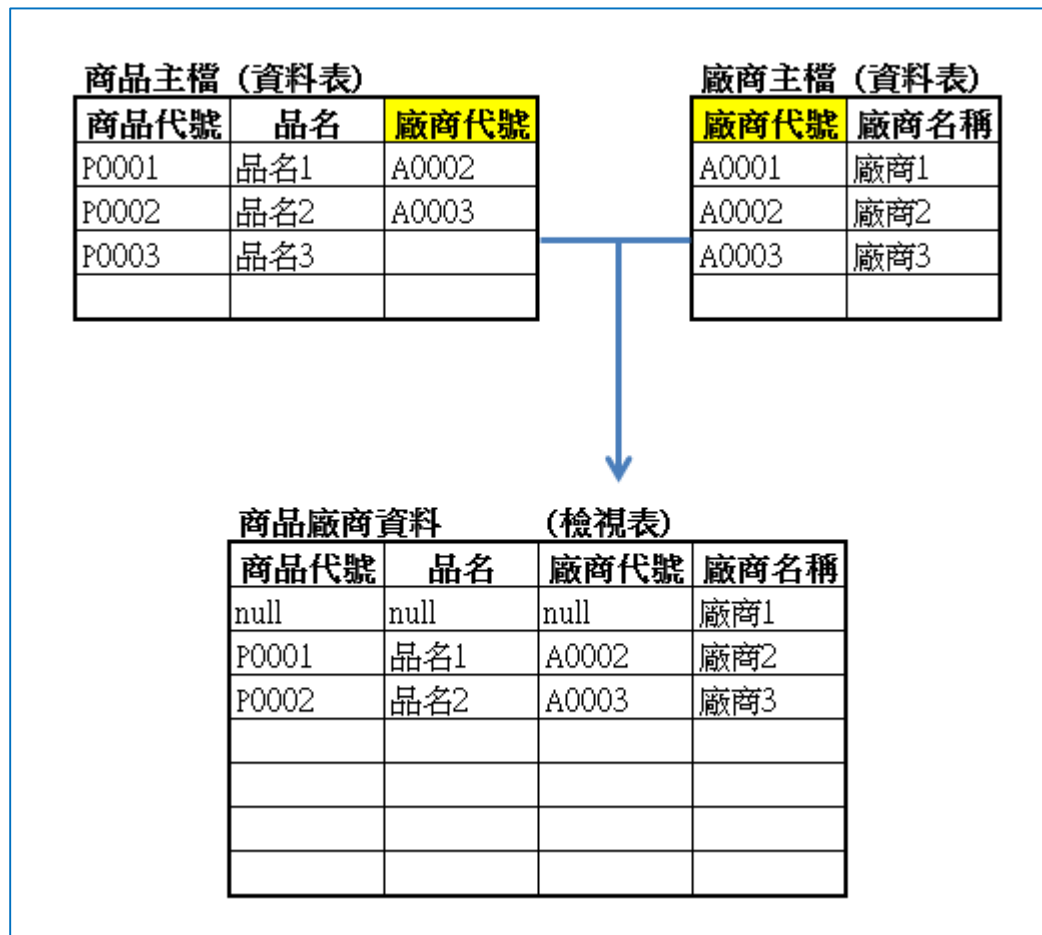 商品主檔 (資料表) 廠商主檔 (資料表)
商品代號 品名 廠商代號 廠商代號 廠商名稱
P0001 品名1 A0002 A0001 廠商1
P0002 品名2 A0003 A0002 廠商2
P0003 品名3 A0003 廠商3
商品廠商資料 (檢視表)
商品代號 品名 廠商代號 廠商名稱
null null null 廠商1
P0001 品名1 A0002 廠商2
P0002 品名2 A0003 廠商3